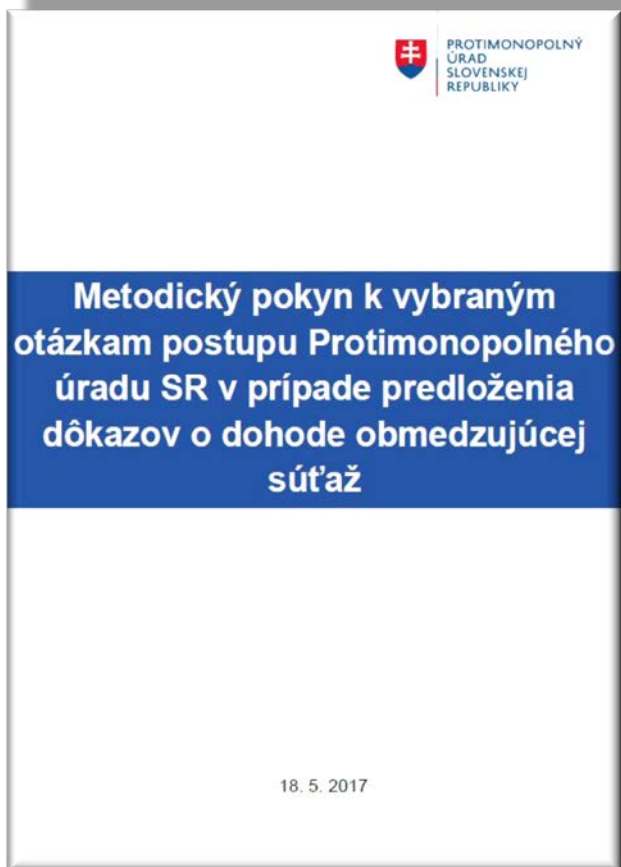 PROTIMONOPOLNÝ
ÚRAD
SLOVENSKEJ
REPUBLIKY
Metodický pokyn k vybraným
otázkam postupu Protimonopolného
úradu SR v prípade predloženia
dôkazov o dohode obmedzujúcej
súťaž
18. 5. 2017